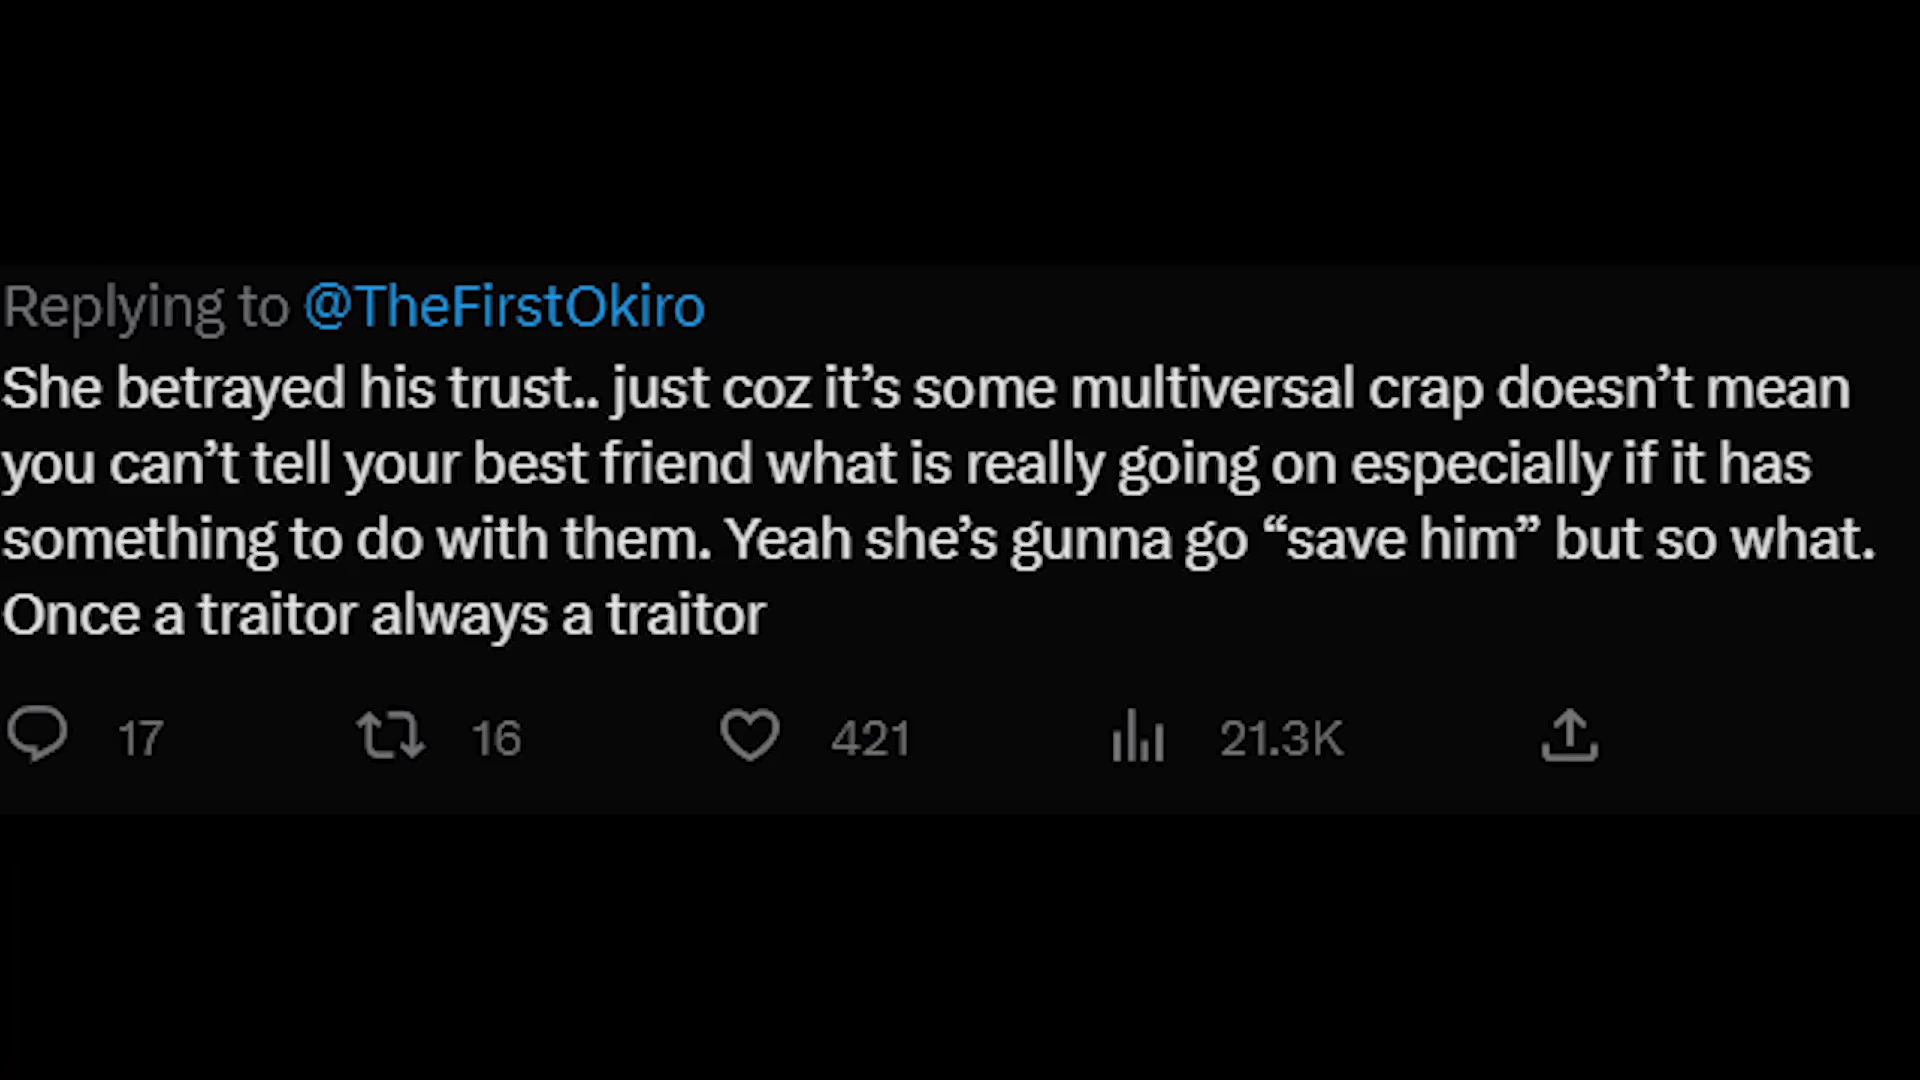 Replying to @TheFirstOkiro
She betrayed his trust.. just coz it’s some multiversal crap doesn’t mean
you can’t tell your best friend what is really going on especially if it has
something to do with them. Yeah she’s gunna go “save him” but so what.
Once a traitor always a traitor
17 16 421 21.3K